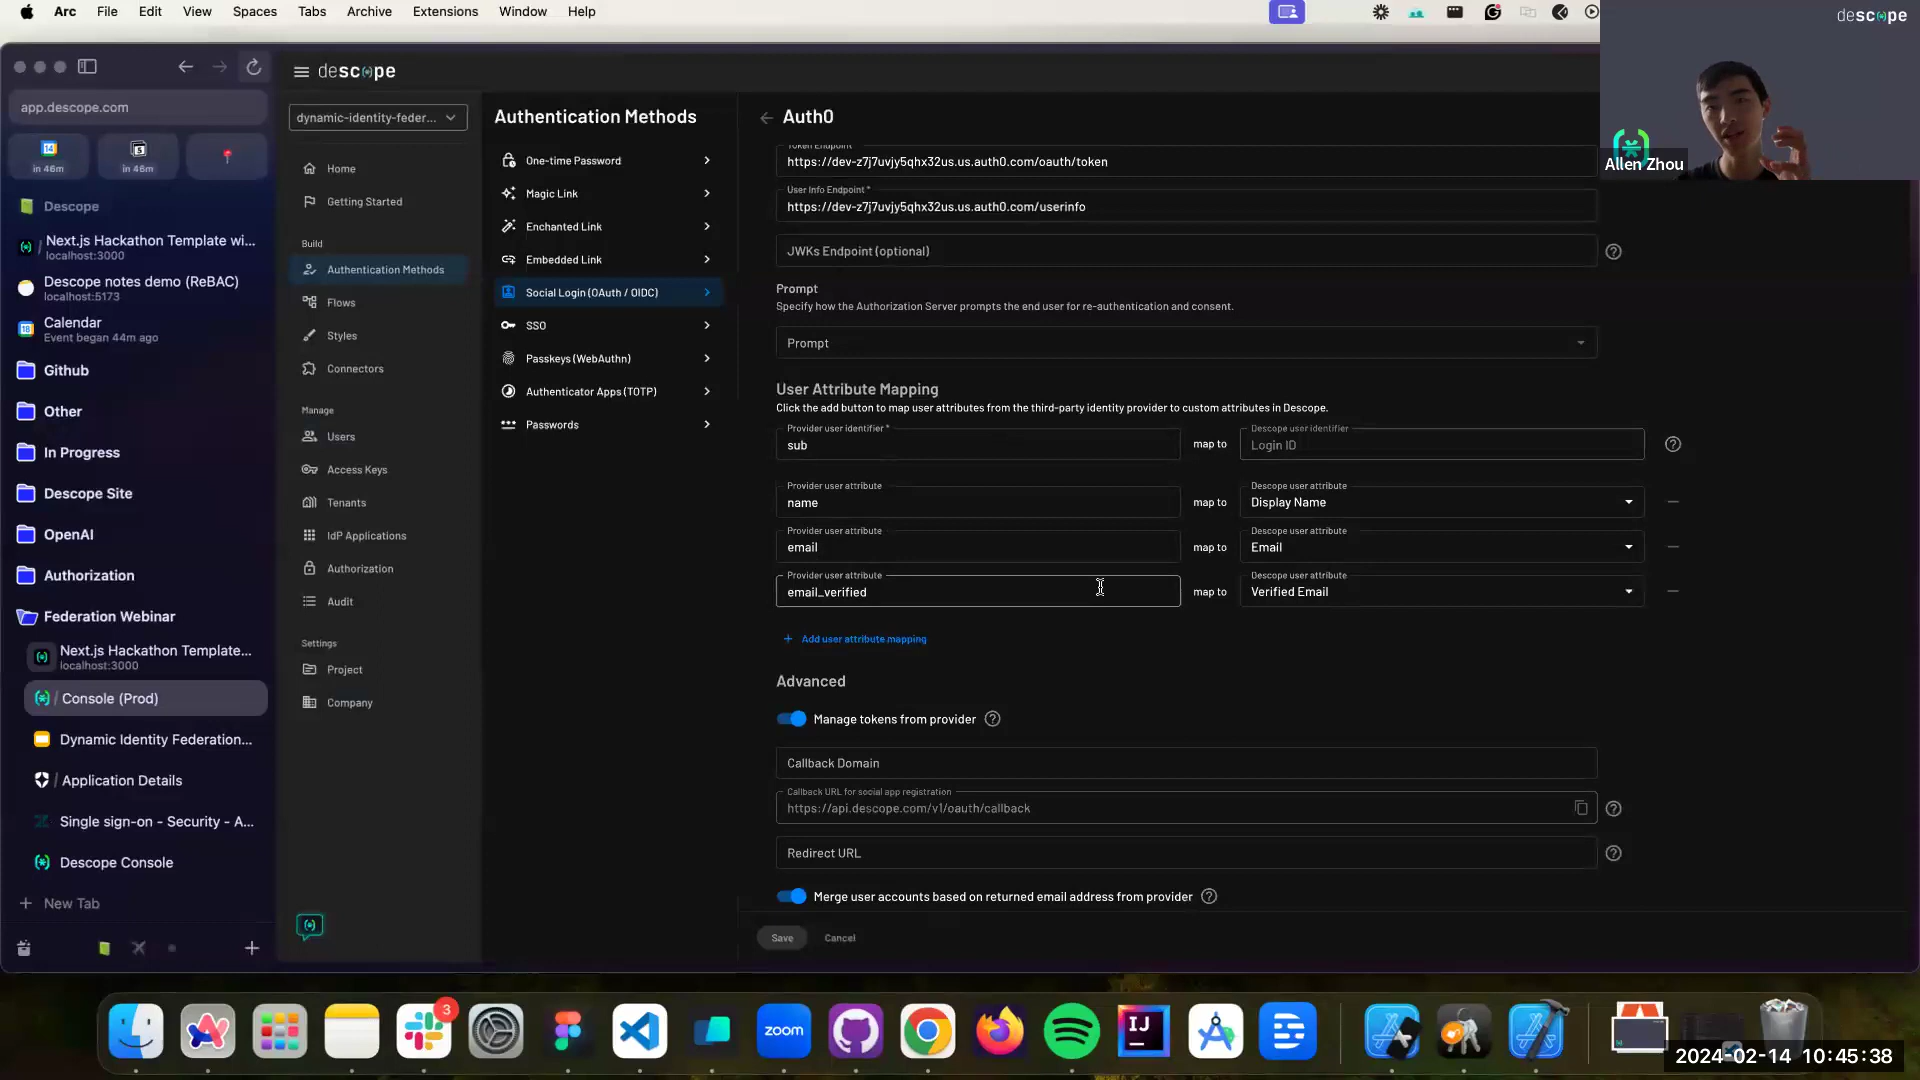 Arc File Edit View Spaces Tabs Archive Extensions Window Help
descope
Allen Zhou
app.descope.com
14
in 46m
in 46m
Descope
Next.js Hackathon Template wi...
localhost:3000
Descope notes demo (ReBAC)
localhost:5173
Calendar
Event began 44m ago
Github
Other
In Progress
Descope Site
OpenAI
Authorization
Federation Webinar
Next.js Hackathon Template...
localhost:3000
/ Console (Prod)
Dynamic Identity Federation...
/ Application Details
Single sign-on - Security - A...
Descope Console
+ New Tab
descope
dynamic-identity-feder...
Home
Getting Started
Build
Authentication Methods
Flows
Styles
Connectors
Manage
Users
Access Keys
Tenants
IdP Applications
Authorization
Audit
Settings
Project
Company
Authentication Methods
One-time Password
Magic Link
Enchanted Link
Embedded Link
Social Login (OAuth / OIDC)
SSO
Passkeys (WebAuthn)
Authenticator Apps (TOTP)
Passwords
Auth0
Token Endpoint
https://dev-z7j7uvjy5qhx32us.us.auth0.com/oauth/token
User Info Endpoint *
https://dev-z7j7uvjy5qhx32us.us.auth0.com/userinfo
JWKs Endpoint (optional)
Prompt
Specify how the Authorization Server prompts the end user for re-authentication and consent.
Prompt
User Attribute Mapping
Click the add button to map user attributes from the third-party identity provider to custom attributes in Descope.
Provider user identifier * Descope user identifier
sub map to Login ID
Provider user attribute Descope user attribute
name map to Display Name
Provider user attribute Descope user attribute
email map to Email
Provider user attribute Descope user attribute
email_verified map to Verified Email
+ Add user attribute mapping
Advanced
Manage tokens from provider
Callback Domain
Callback URL for social app registration
https://api.descope.com/v1/oauth/callback
Redirect URL
Merge user accounts based on returned email address from provider
Save Cancel
3
zoom
IJ
2024-02-14 10:45:38